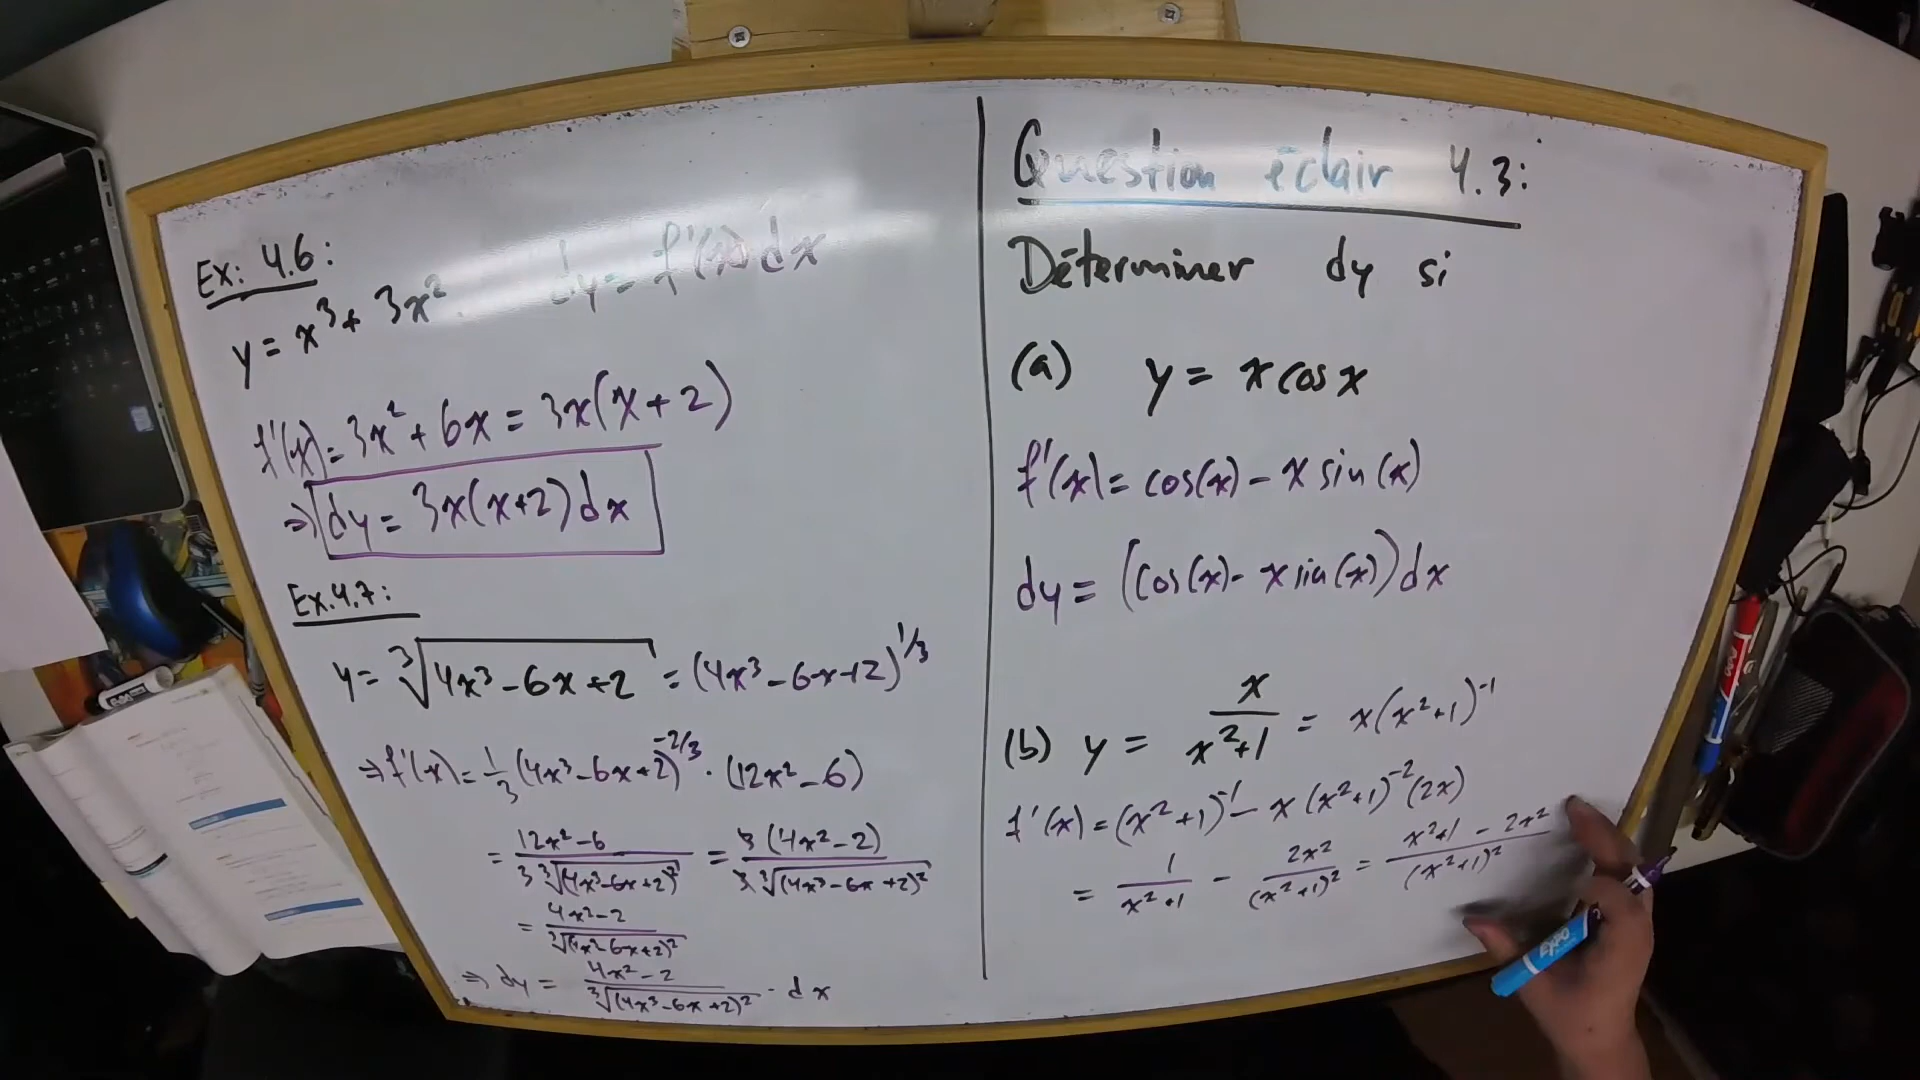 Ex: 4.6:
y = x³ + 3x². dy = f'(x) dx
f'(x) = 3x² + 6x = 3x(x+2)
⇒ dy = 3x(x+2) dx
Ex. 4.7:
y = ∛(4x³-6x+2) = (4x³-6x+2)^1/3
⇒ f'(x) = 1/3 (4x³-6x+2)^-2/3 · (12x²-6)
= (12x²-6)/(3 ∛(4x³-6x+2)²) = 3(4x²-2)/(3 ∛(4x³-6x+2)²)
= (4x²-2)/(∛(4x²-6x+2)²)
⇒ dy = (4x²-2)/(∛(4x³-6x+2)²) · dx
Question éclair 4.3:
Déterminer dy si
(a) y = x cos x
f'(x) = cos(x) - x sin(x)
dy = (cos(x) - x sin(x)) dx
(b) y = x/(x²+1) = x(x²+1)^-1
f'(x) = (x²+1)^-1 - x(x²+1)^-2 (2x)
= 1/(x²+1) - 2x²/(x²+1)² = (x²+1-2x²)/(x²+1)²
EXPO